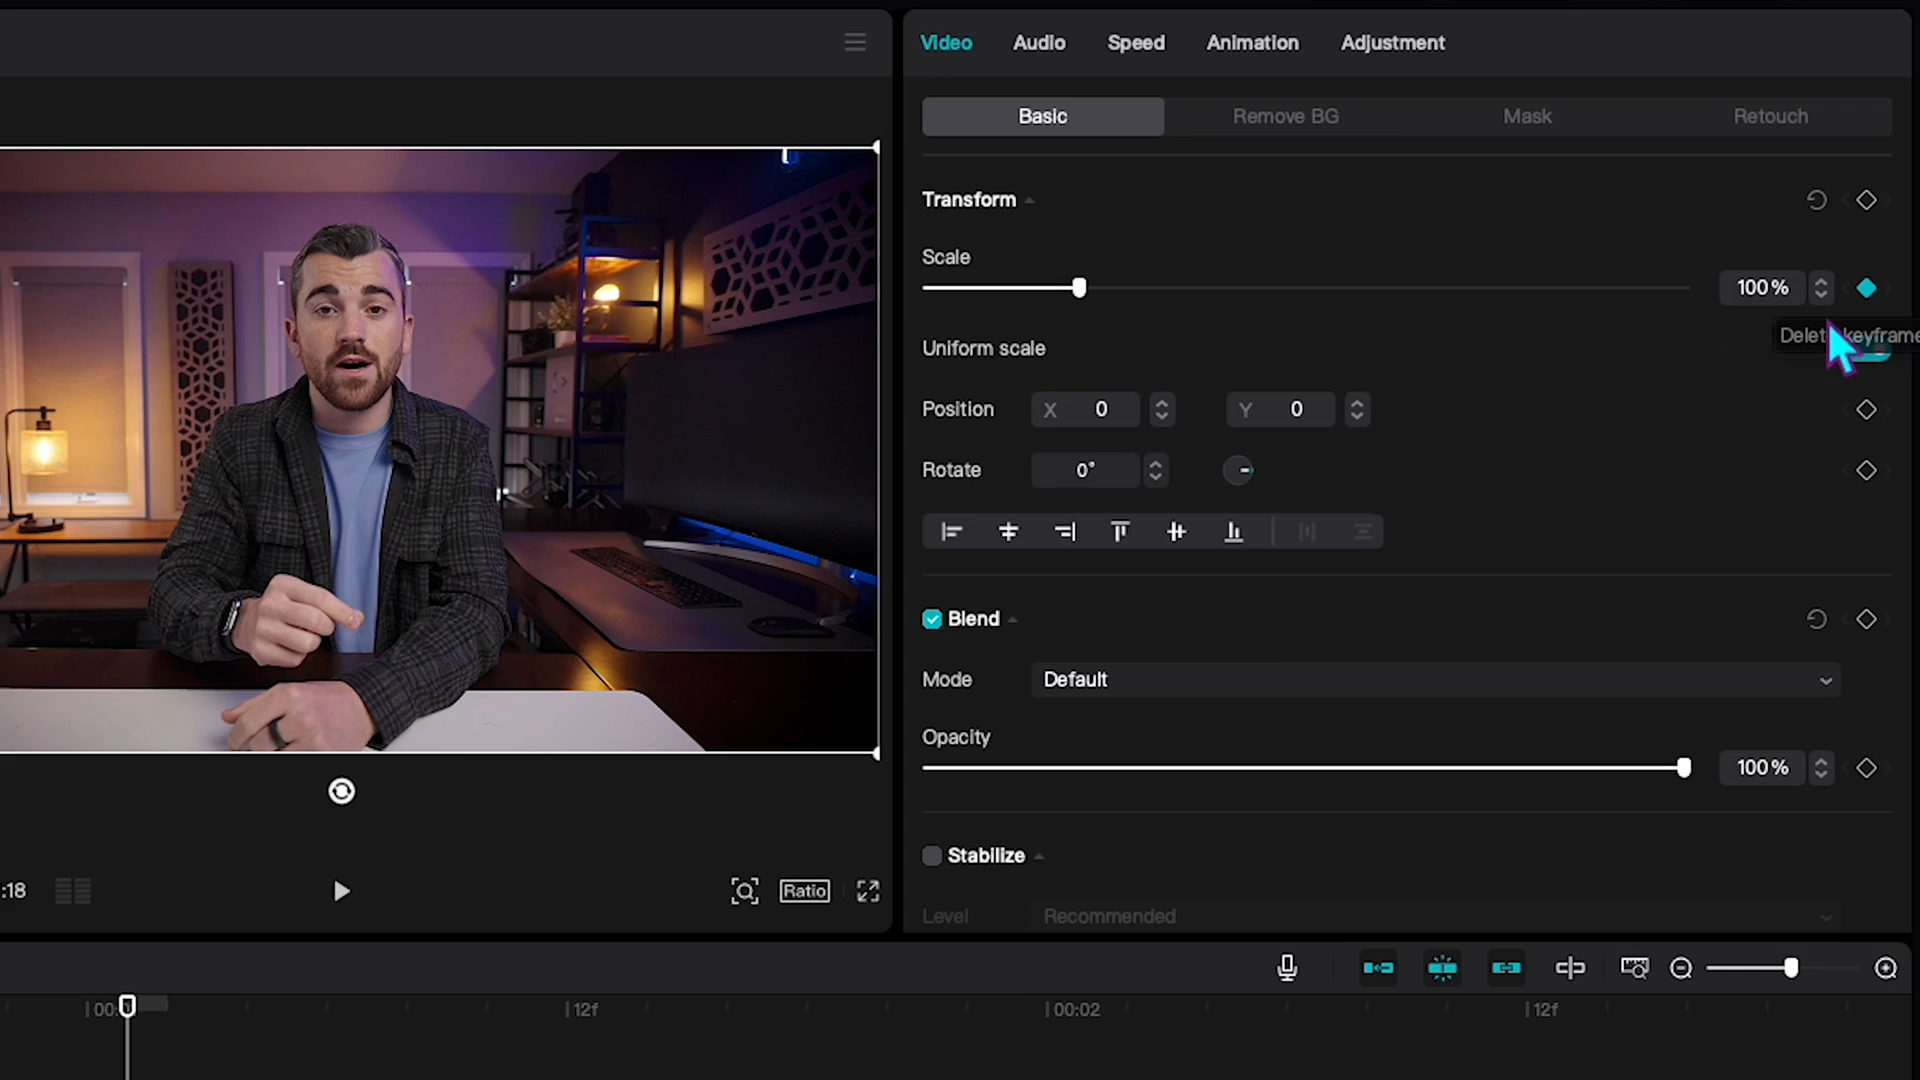 Video Audio Speed Animation Adjustment
Basic Remove BG Mask Retouch
Transform
Scale
100%
Delete keyframe
Uniform scale
Position X 0 Y 0
Rotate 0°
Blend
Mode Default
Opacity
100%
Stabilize
Level Recommended
:18 Ratio
12f 00:02 12f